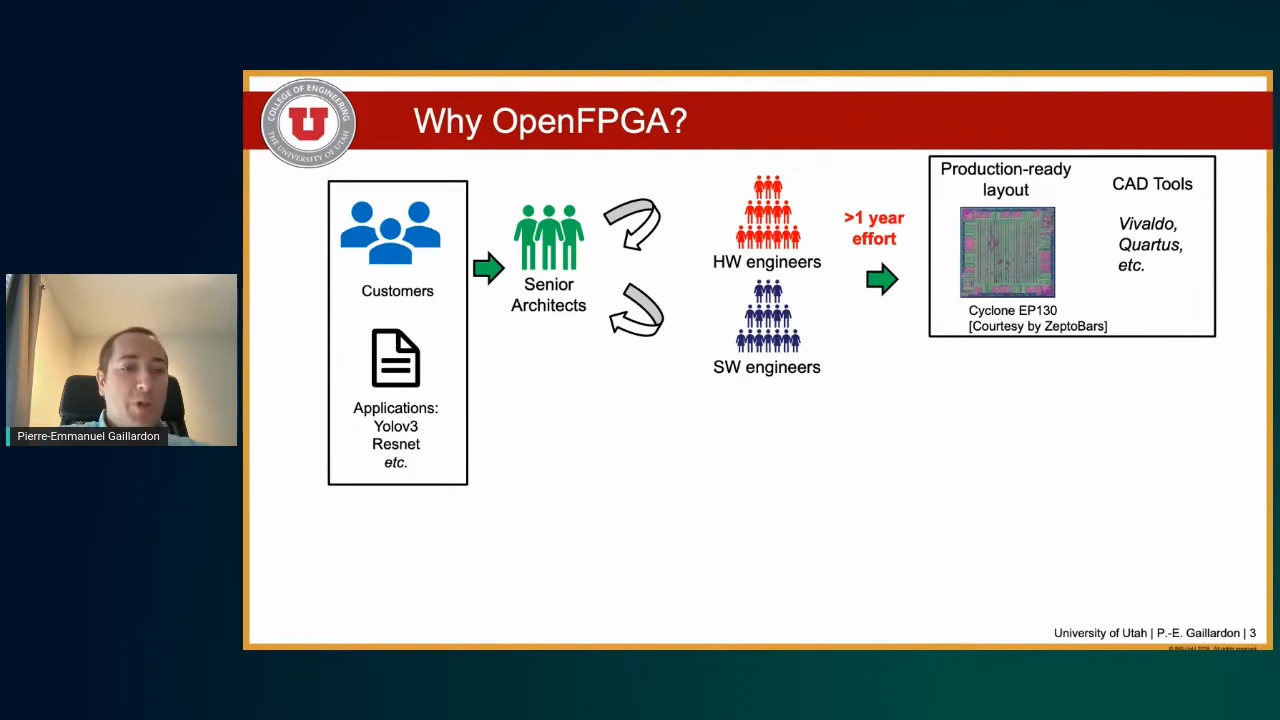 COLLEGE OF ENGINEERING
THE UNIVERSITY OF UTAH
U
Why OpenFPGA?
Customers
Applications:
Yolov3
Resnet
etc.
Senior
Architects
HW engineers
SW engineers
>1 year
effort
Production-ready
layout
Cyclone EP130
[Courtesy by ZeptoBars]
CAD Tools
Vivaldo,
Quartus,
etc.
Pierre-Emmanuel Gaillardon
University of Utah | P.-E. Gaillardon | 3